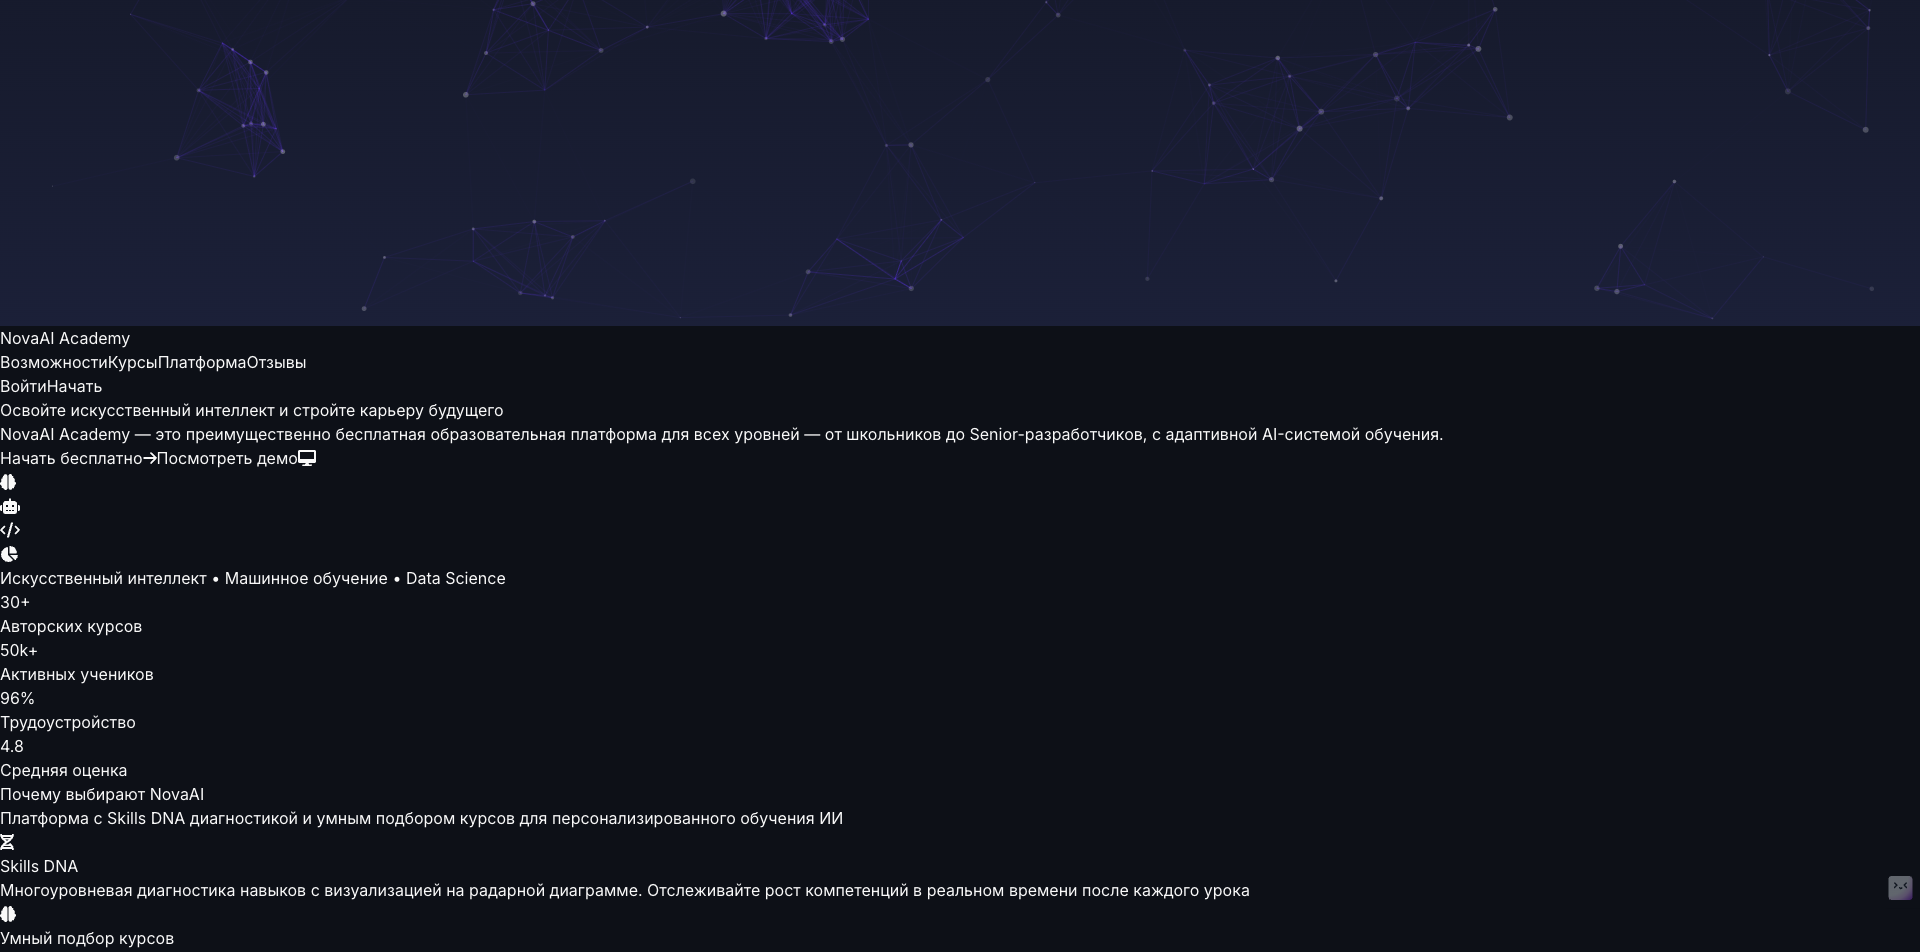 NovaAI Academy
ВозможностиКурсыПлатформаОтзывы
ВойтиНачать
Освойте искусственный интеллект и стройте карьеру будущего
NovaAI Academy — это преимущественно бесплатная образовательная платформа для всех уровней — от школьников до Senior-разработчиков, с адаптивной AI-системой обучения.
Начать бесплатноПосмотреть демо
Искусственный интеллект • Машинное обучение • Data Science
30+
Авторских курсов
50k+
Активных учеников
96%
Трудоустройство
4.8
Средняя оценка
Почему выбирают NovaAI
Платформа с Skills DNA диагностикой и умным подбором курсов для персонализированного обучения ИИ
Skills DNA
Многоуровневая диагностика навыков с визуализацией на радарной диаграмме. Отслеживайте рост компетенций в реальном времени после каждого урока
Умный подбор курсов